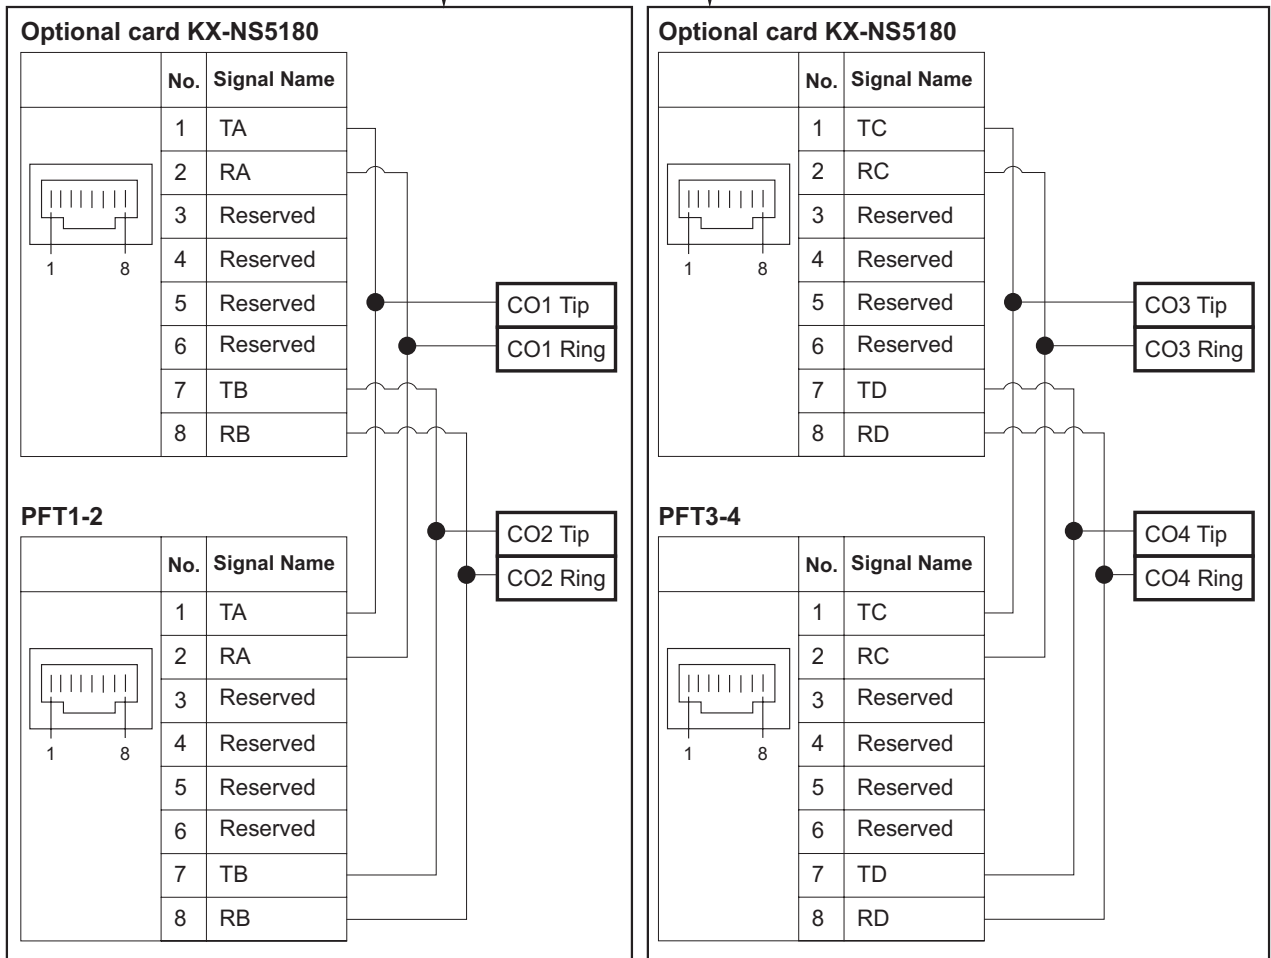 Optional card KX-NS5180
No. Signal Name
1 TA
2 RA
3 Reserved
4 Reserved
5 Reserved
6 Reserved
7 TB
8 RB
1 8
CO1 Tip
CO1 Ring
PFT1-2
No. Signal Name
1 TA
2 RA
3 Reserved
4 Reserved
5 Reserved
6 Reserved
7 TB
8 RB
1 8
CO2 Tip
CO2 Ring
Optional card KX-NS5180
No. Signal Name
1 TC
2 RC
3 Reserved
4 Reserved
5 Reserved
6 Reserved
7 TD
8 RD
1 8
CO3 Tip
CO3 Ring
PFT3-4
No. Signal Name
1 TC
2 RC
3 Reserved
4 Reserved
5 Reserved
6 Reserved
7 TD
8 RD
1 8
CO4 Tip
CO4 Ring